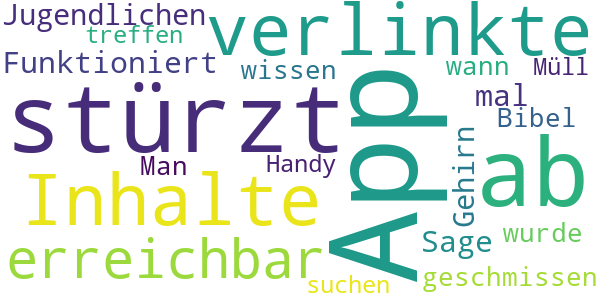 Jugendlichen
verlinkte
treffen
Funktioniert
wissen
wann
Müll
stürzt
App
mal
Bibel
ab
Man
Handy
Gehirn
Inhalte
Sage
wurde
erreichbar
suchen
geschmissen